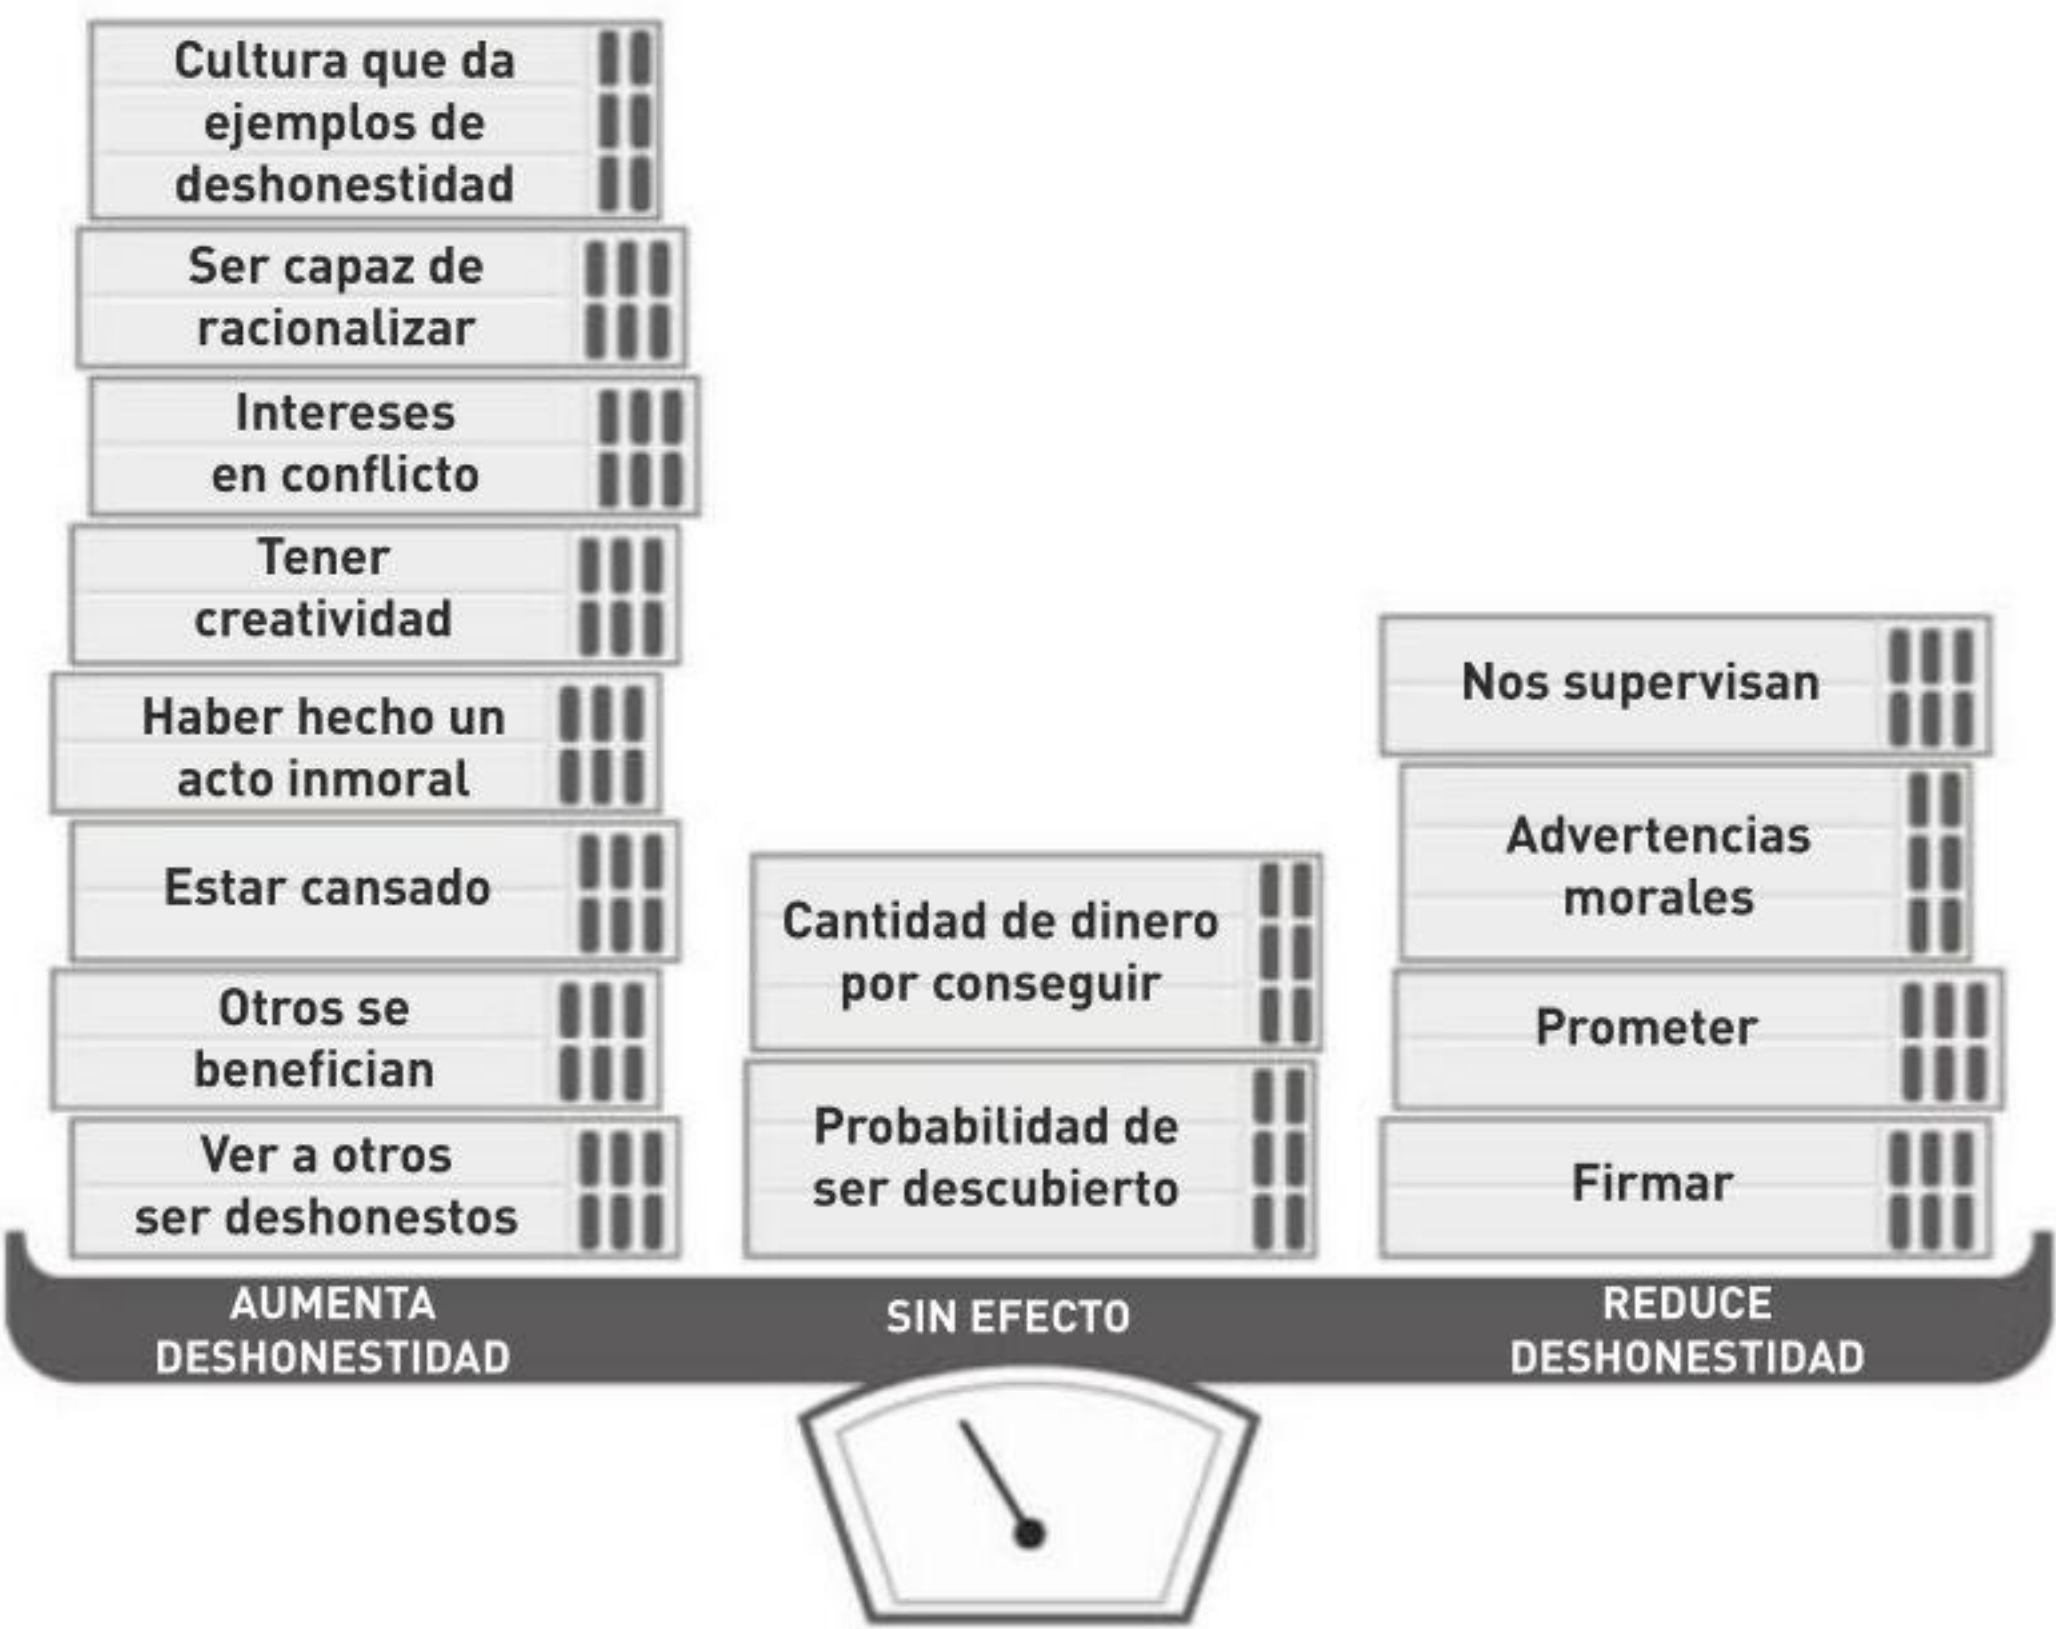 Cultura que da
ejemplos de
deshonestidad
Ser capaz de
racionalizar
Intereses
en conflicto
Tener
creatividad
Haber hecho un
acto inmoral
Estar cansado
Otros se
benefician
Ver a otros
ser deshonestos
AUMENTA
DESHONESTIDAD
Cantidad de dinero
por conseguir
Probabilidad de
ser descubierto
SIN EFECTO
Nos supervisan
Advertencias
morales
Prometer
Firmar
REDUCE
DESHONESTIDAD